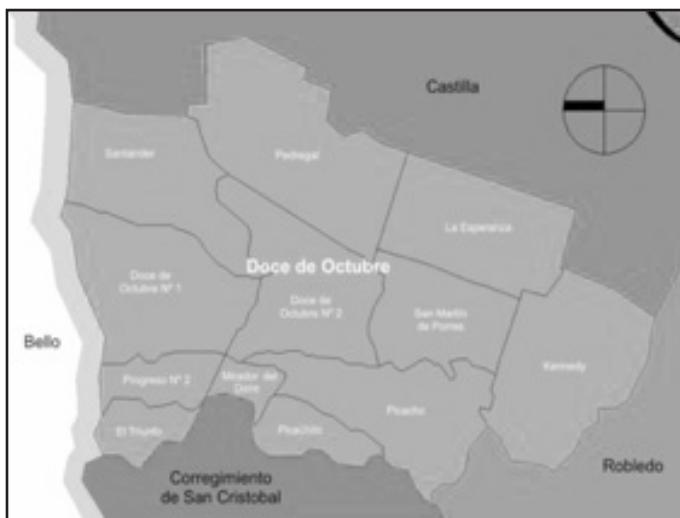 Castilla
Santander
Pedregal
La Esperanza
Doce de Octubre
Doce de
Octubre Nº 1
Doce de
Octubre Nº 2
San Martín
de Porres
Bello
Kennedy
Progreso Nº 2
Mirador del
Doce
Picacho
El Triunfo
Picachito
Robledo
Corregimiento
de San Cristobal